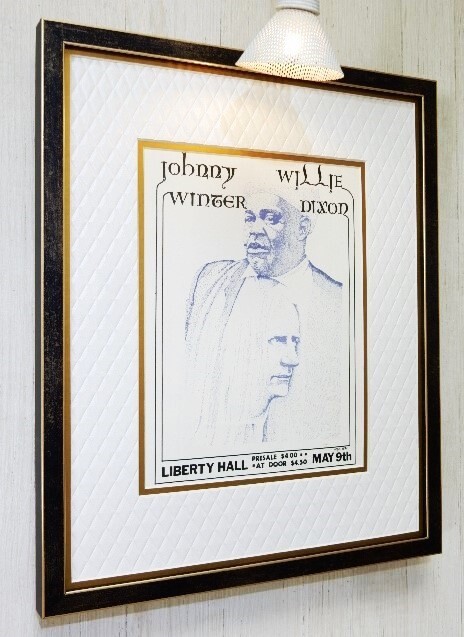 Johnny Willie
Winter Dixon
LIBERTY HALL PRESALE $4.00 • • MAY 9th
•AT DOOR $4.50